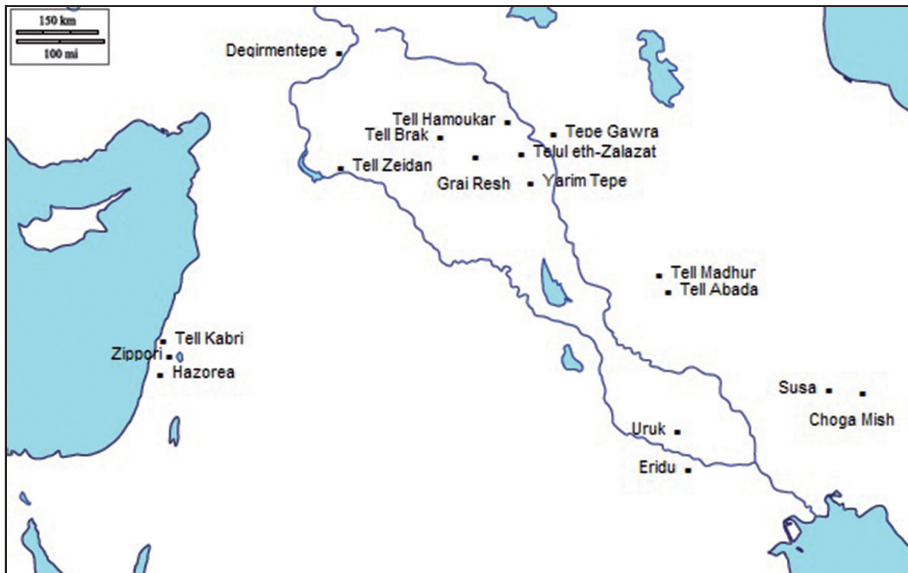 150 km
100 mi
Degirmentepe
Tell Hamoukar
Tell Brak
Tepe Gawra
Telul eth-Zalazat
Tell Zeidan
Grai Resh
Yarim Tepe
Tell Madhur
Tell Abada
Tell Kabri
Zippori
Hazorea
Susa
Choga Mish
Uruk
Eridu